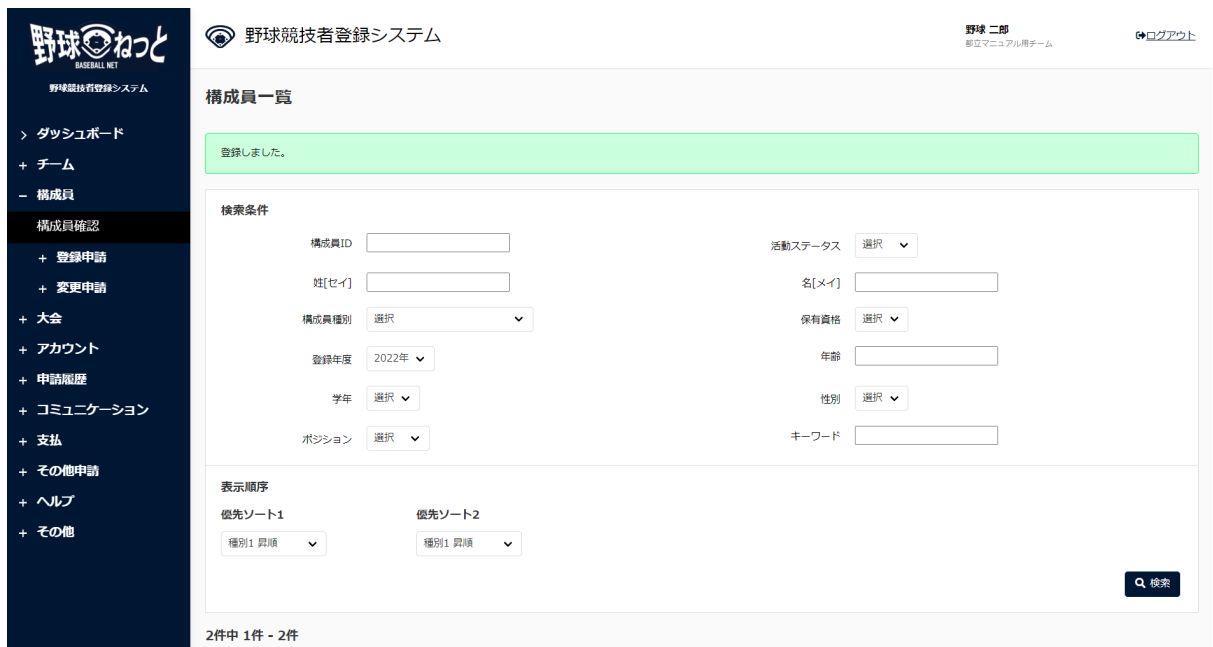 野球ねっと
BASEBALL NET
野球競技者登録システム
> ダッシュボード
+ チーム
− 構成員
構成員確認
+ 登録申請
+ 変更申請
+ 大会
+ アカウント
+ 申請履歴
+ コミュニケーション
+ 支払
+ その他申請
+ ヘルプ
+ その他
野球競技者登録システム
野球 二郎
都立マニュアル用チーム
ログアウト
構成員一覧
登録しました。
検索条件
構成員ID
活動ステータス 選択
姓[セイ]
名[メイ]
構成員種別 選択
保有資格 選択
登録年度 2022年
年齢
学年 選択
性別 選択
ポジション 選択
キーワード
表示順序
優先ソート1 優先ソート2
種別1 昇順 種別1 昇順
検索
2件中 1件 - 2件